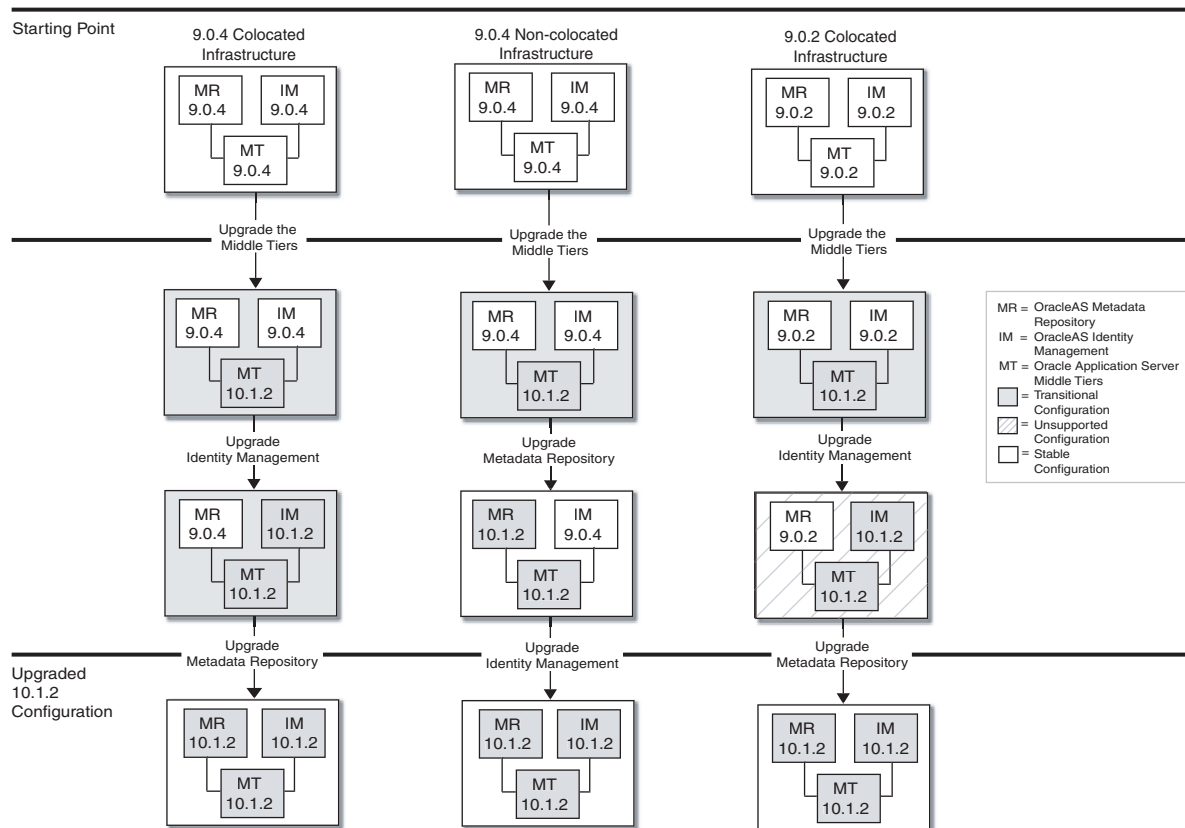 Starting Point
9.0.4 Colocated
Infrastructure
MR
9.0.4
IM
9.0.4
MT
9.0.4
9.0.4 Non-colocated
Infrastructure
MR
9.0.4
IM
9.0.4
MT
9.0.4
9.0.2 Colocated
Infrastructure
MR
9.0.2
IM
9.0.2
MT
9.0.2
Upgrade the
Middle Tiers
Upgrade the
Middle Tiers
Upgrade the
Middle Tiers
MR
9.0.4
IM
9.0.4
MT
10.1.2
MR
9.0.4
IM
9.0.4
MT
10.1.2
MR
9.0.2
IM
9.0.2
MT
10.1.2
MR = OracleAS Metadata
Repository
IM = OracleAS Identity
Management
MT = Oracle Application Server
Middle Tiers
= Transitional
Configuration
= Unsupported
Configuration
= Stable
Configuration
Upgrade
Identity Management
Upgrade
Metadata Repository
Upgrade
Identity Management
MR
9.0.4
IM
10.1.2
MT
10.1.2
MR
10.1.2
IM
9.0.4
MT
10.1.2
MR
9.0.2
IM
10.1.2
MT
10.1.2
Upgrade
Metadata Repository
Upgrade
Identity Management
Upgrade
Metadata Repository
Upgraded
10.1.2
Configuration
MR
10.1.2
IM
10.1.2
MT
10.1.2
MR
10.1.2
IM
10.1.2
MT
10.1.2
MR
10.1.2
IM
10.1.2
MT
10.1.2